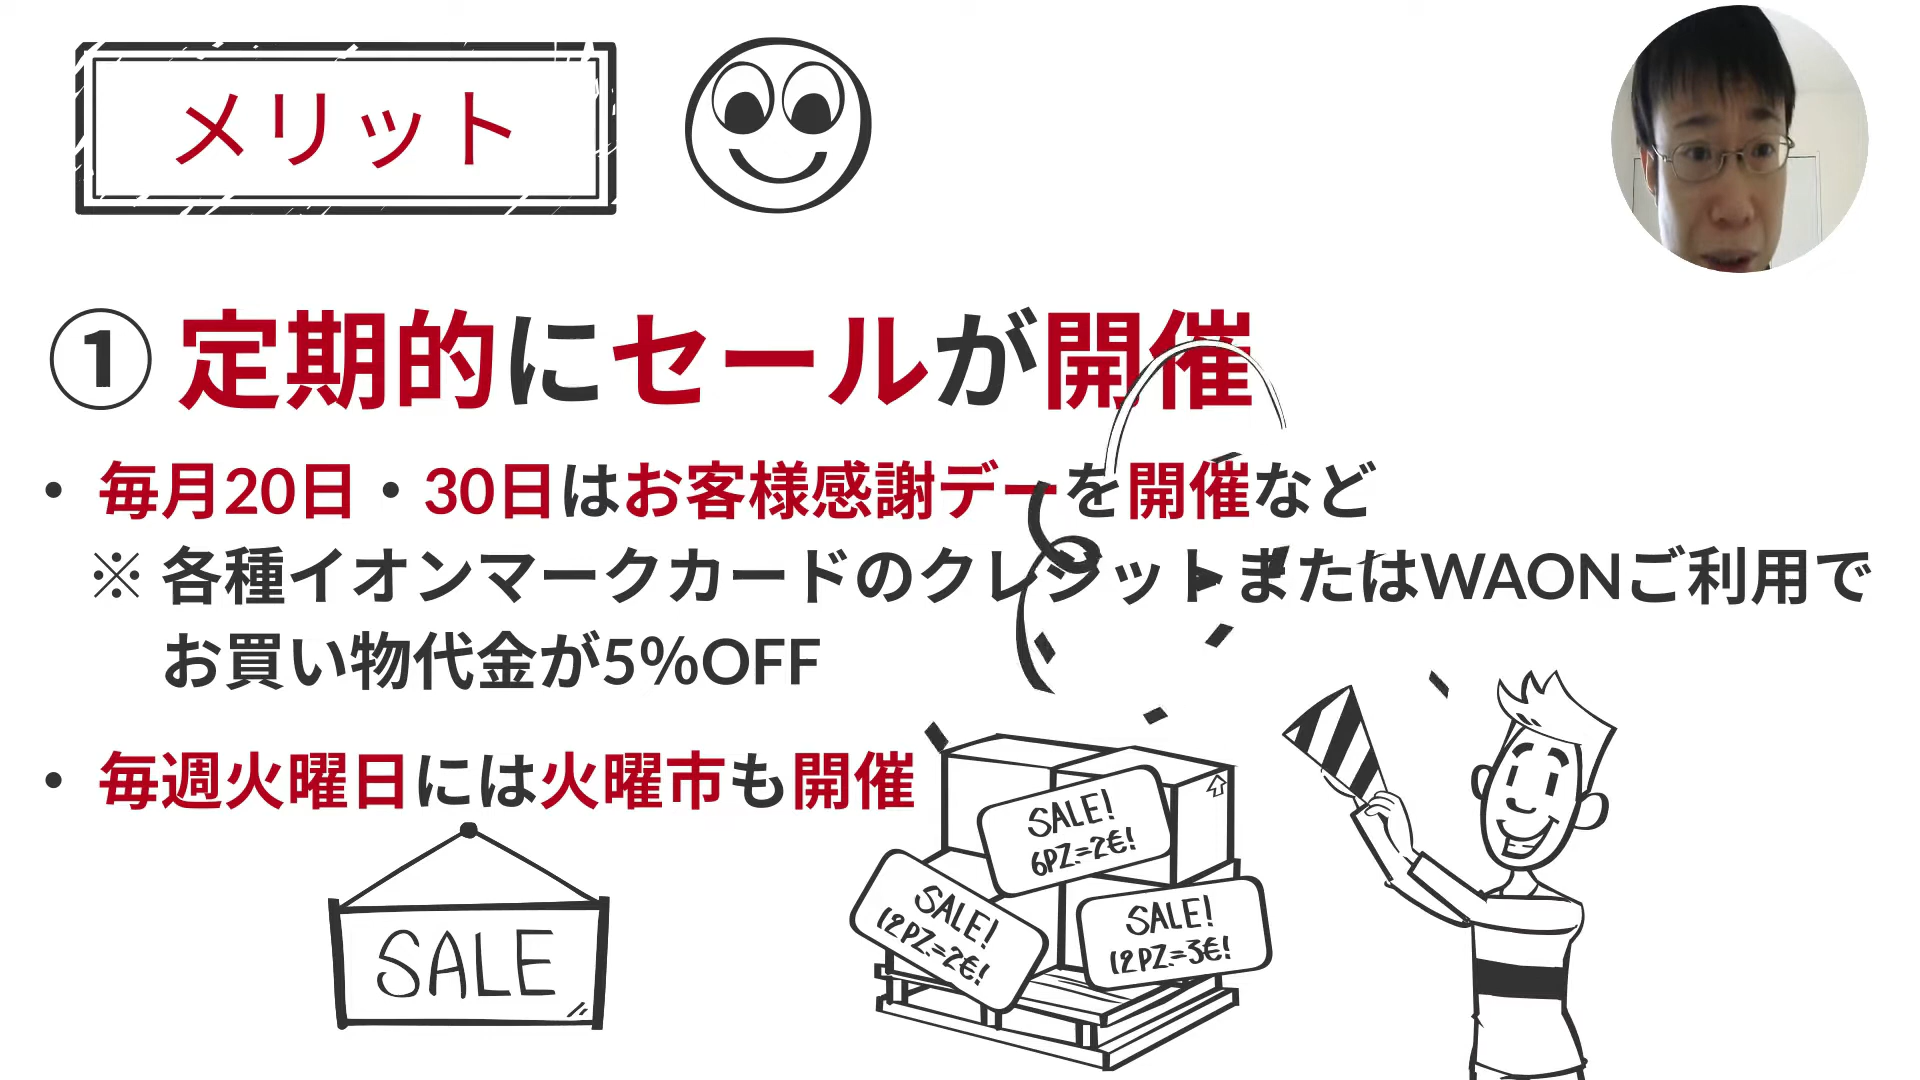 メリット
① 定期的にセールが開催
• 毎月20日・30日はお客様感謝デーを開催など
※ 各種イオンマークカードのクレジットまたはWAONご利用で
お買い物代金が5%OFF
• 毎週火曜日には火曜市も開催
SALE
SALE!
6PZ.=2€!
SALE!
12PZ.=2€!
SALE!
12PZ.=3€!